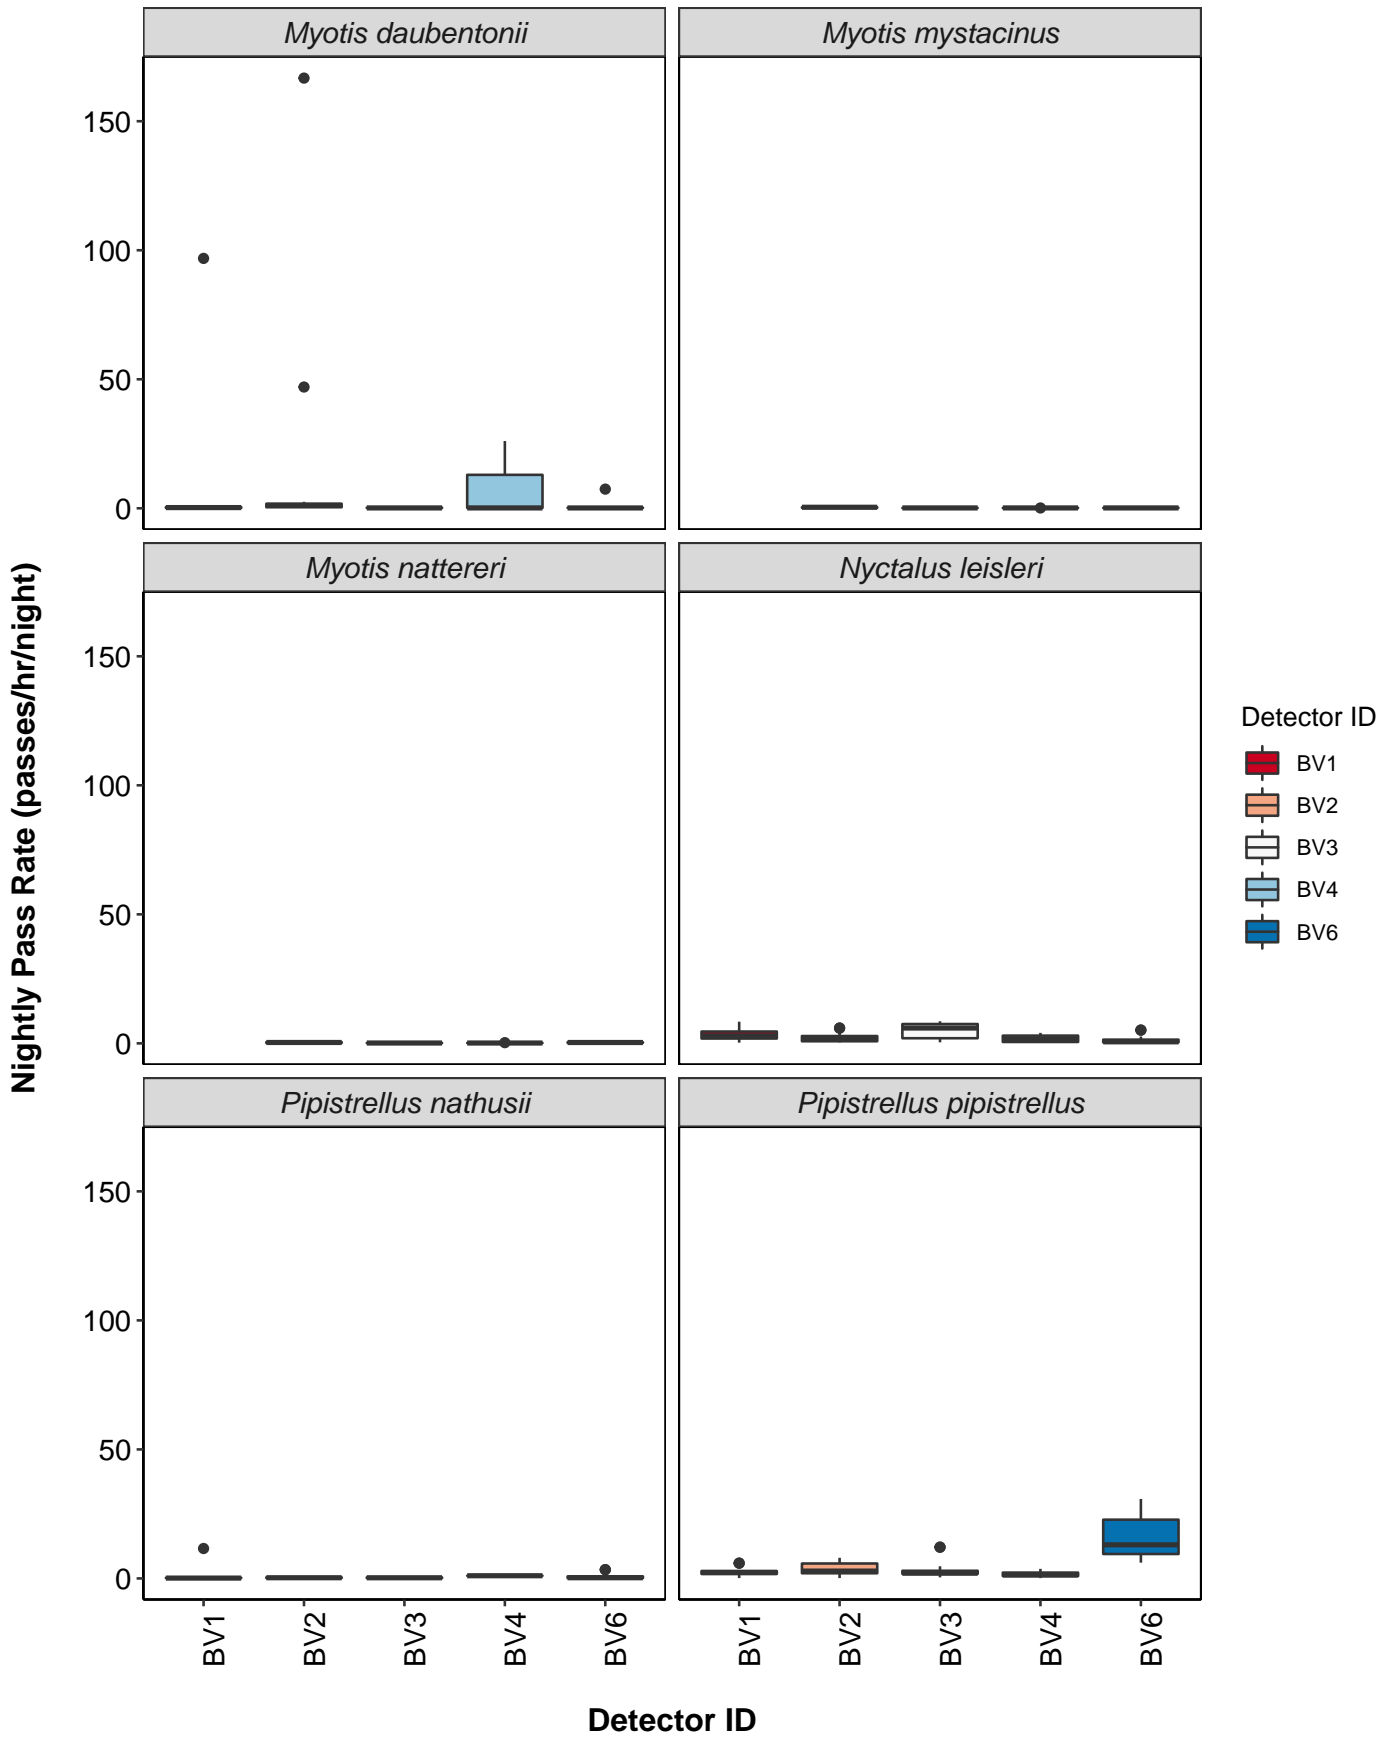 Myotis daubentonii
Myotis mystacinus
150
100
50
0
Myotis nattereri
Nyctalus leisleri
150
100
50
0
Pipistrellus nathusii
Pipistrellus pipistrellus
150
100
50
0
BV1
BV2
BV3
BV4
BV6
BV1
BV2
BV3
BV4
BV6
Detector ID
Nightly Pass Rate (passes/hr/night)
Detector ID
BV1
BV2
BV3
BV4
BV6